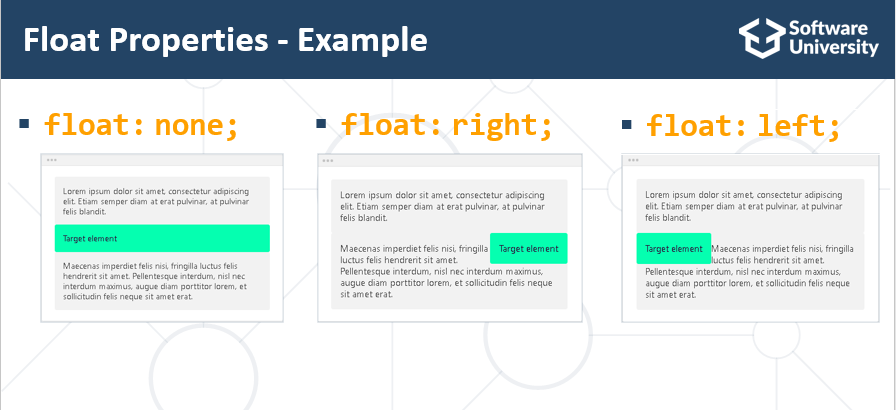 Float Properties - Example
Software
University
float: none;
Lorem ipsum dolor sit amet, consectetur adipiscing
elit. Etiam semper diam at erat pulvinar, at pulvinar
felis blandit.
Target element
Maecenas imperdiet felis nisi, fringilla luctus felis
hendrerit sit amet. Pellentesque interdum, nisl nec
interdum maximus, augue diam porttitor lorem, et
sollicitudin felis neque sit amet erat.
float: right;
Lorem ipsum dolor sit amet, consectetur adipiscing
elit. Etiam semper diam at erat pulvinar, at pulvinar
felis blandit.
Maecenas imperdiet felis nisi, fringilla
Target element
luctus felis hendrerit sit amet.
Pellentesque interdum, nisl nec interdum maximus,
augue diam porttitor lorem, et sollicitudin felis neque
sit amet erat.
float: left;
Lorem ipsum dolor sit amet, consectetur adipiscing
elit. Etiam semper diam at erat pulvinar, at pulvinar
felis blandit.
Target element
Maecenas imperdiet felis nisi, fringilla
luctus felis hendrerit sit amet.
Pellentesque interdum, nisl nec interdum maximus,
augue diam porttitor lorem, et sollicitudin felis neque
sit amet erat.